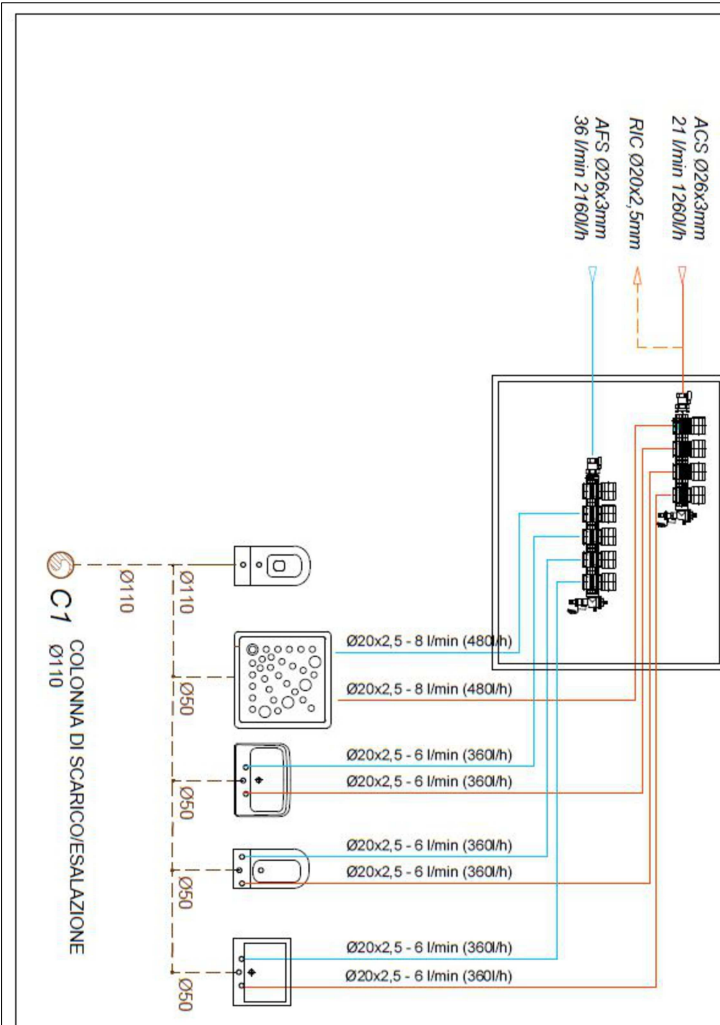 ACS Ø26x3mm
21 l/min 1260l/h
RIC Ø20x2,5mm
AFS Ø26x3mm
36 l/min 2160l/h
Ø110
Ø110
Ø20x2,5 - 8 l/min (480l/h)
Ø50
Ø20x2,5 - 8 l/min (480l/h)
Ø20x2,5 - 6 l/min (360l/h)
Ø20x2,5 - 6 l/min (360l/h)
Ø50
Ø20x2,5 - 6 l/min (360l/h)
Ø20x2,5 - 6 l/min (360l/h)
Ø50
Ø20x2,5 - 6 l/min (360l/h)
Ø20x2,5 - 6 l/min (360l/h)
Ø50
C1
COLONNA DI SCARICO/ESALAZIONE
Ø110